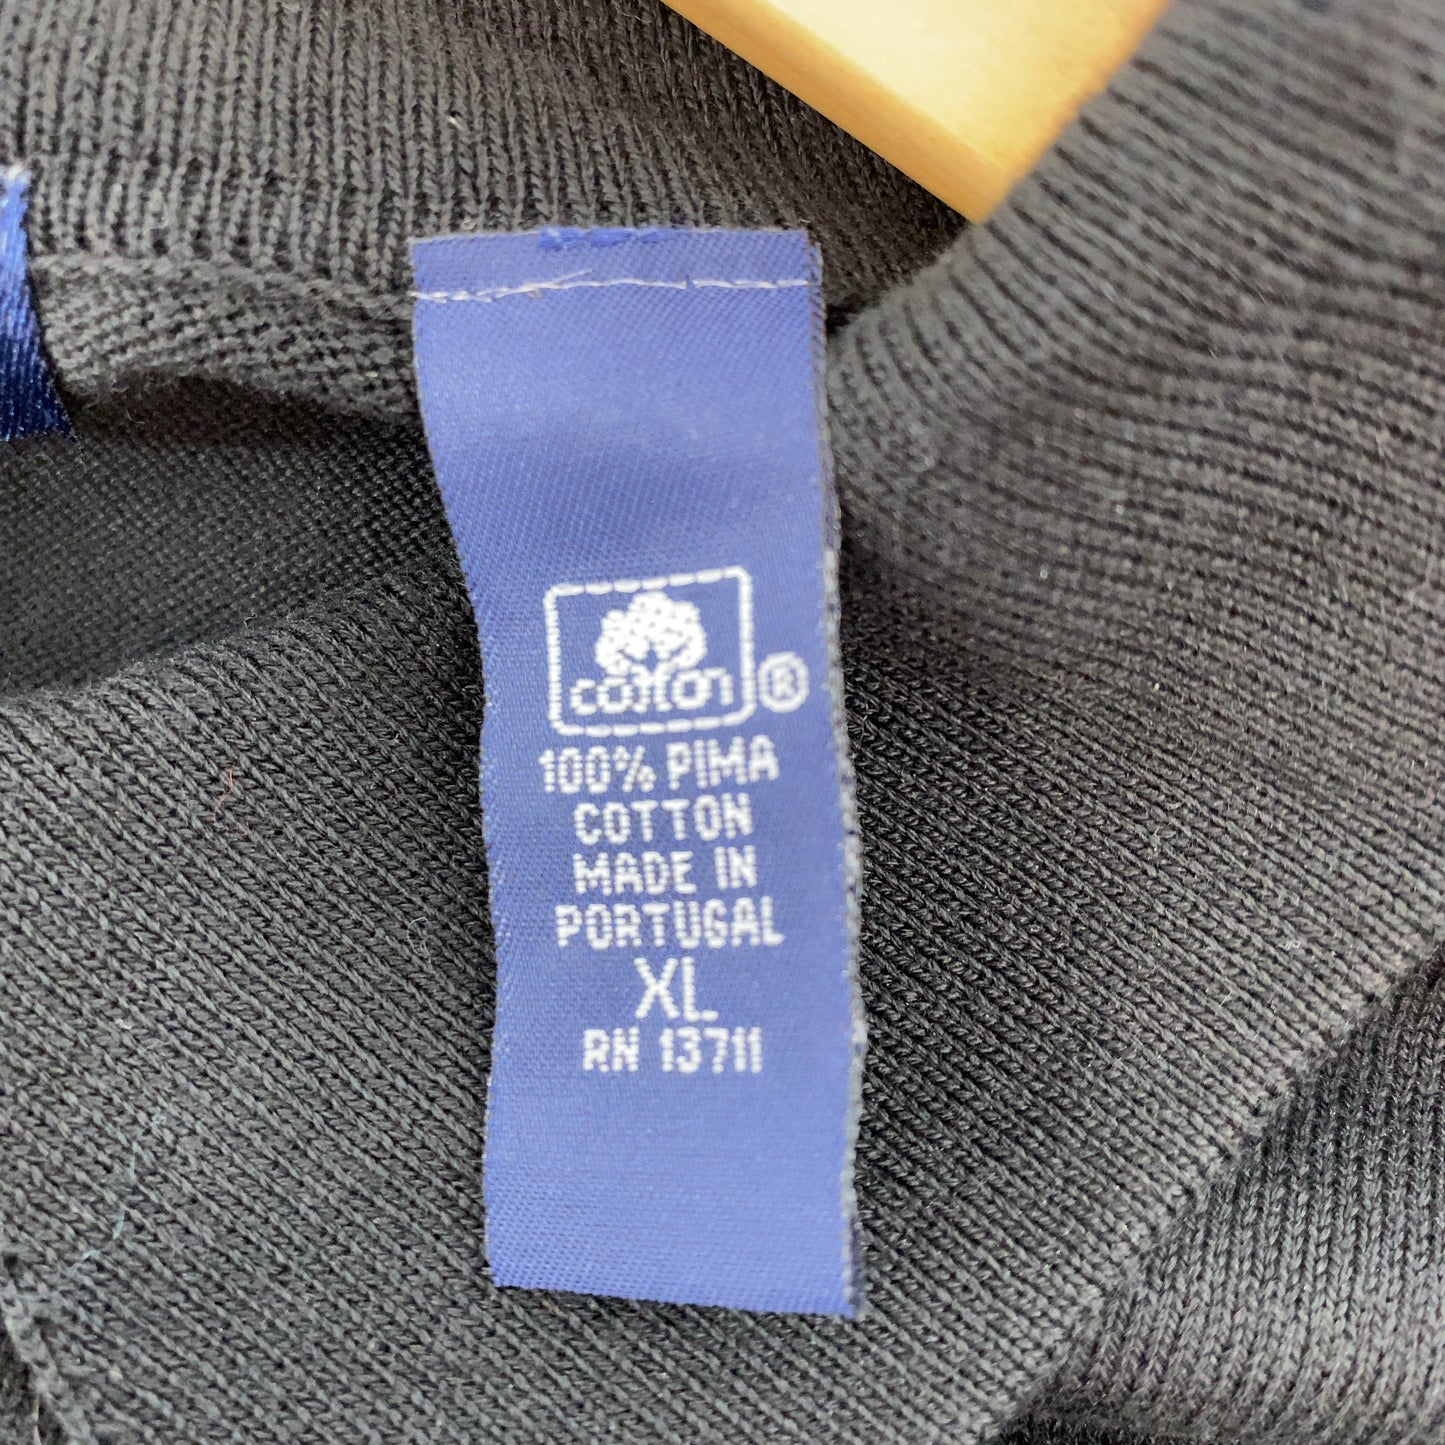 COTTON ®
100% PIMA
COTTON
MADE IN
PORTUGAL
XL
RN 13711